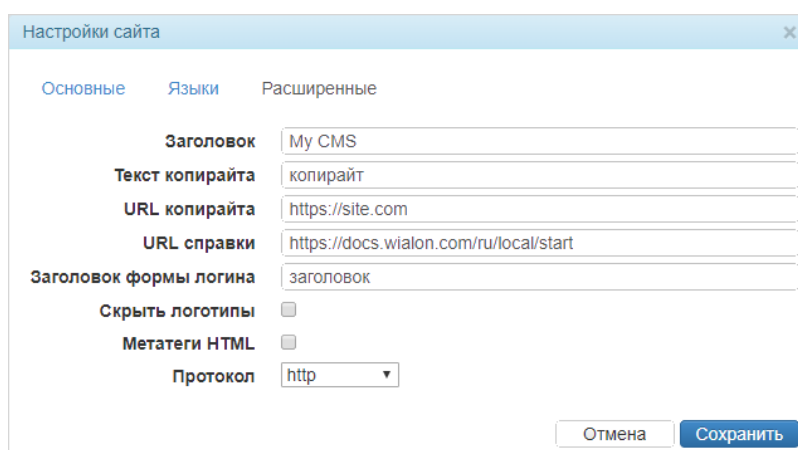 Настройки сайта ×
Основные Языки Расширенные
Заголовок My CMS
Текст копирайта копирайт
URL копирайта https://site.com
URL справки https://docs.wialon.com/ru/local/start
Заголовок формы логина заголовок
Скрыть логотипы
Метатеги HTML
Протокол http
Отмена Сохранить